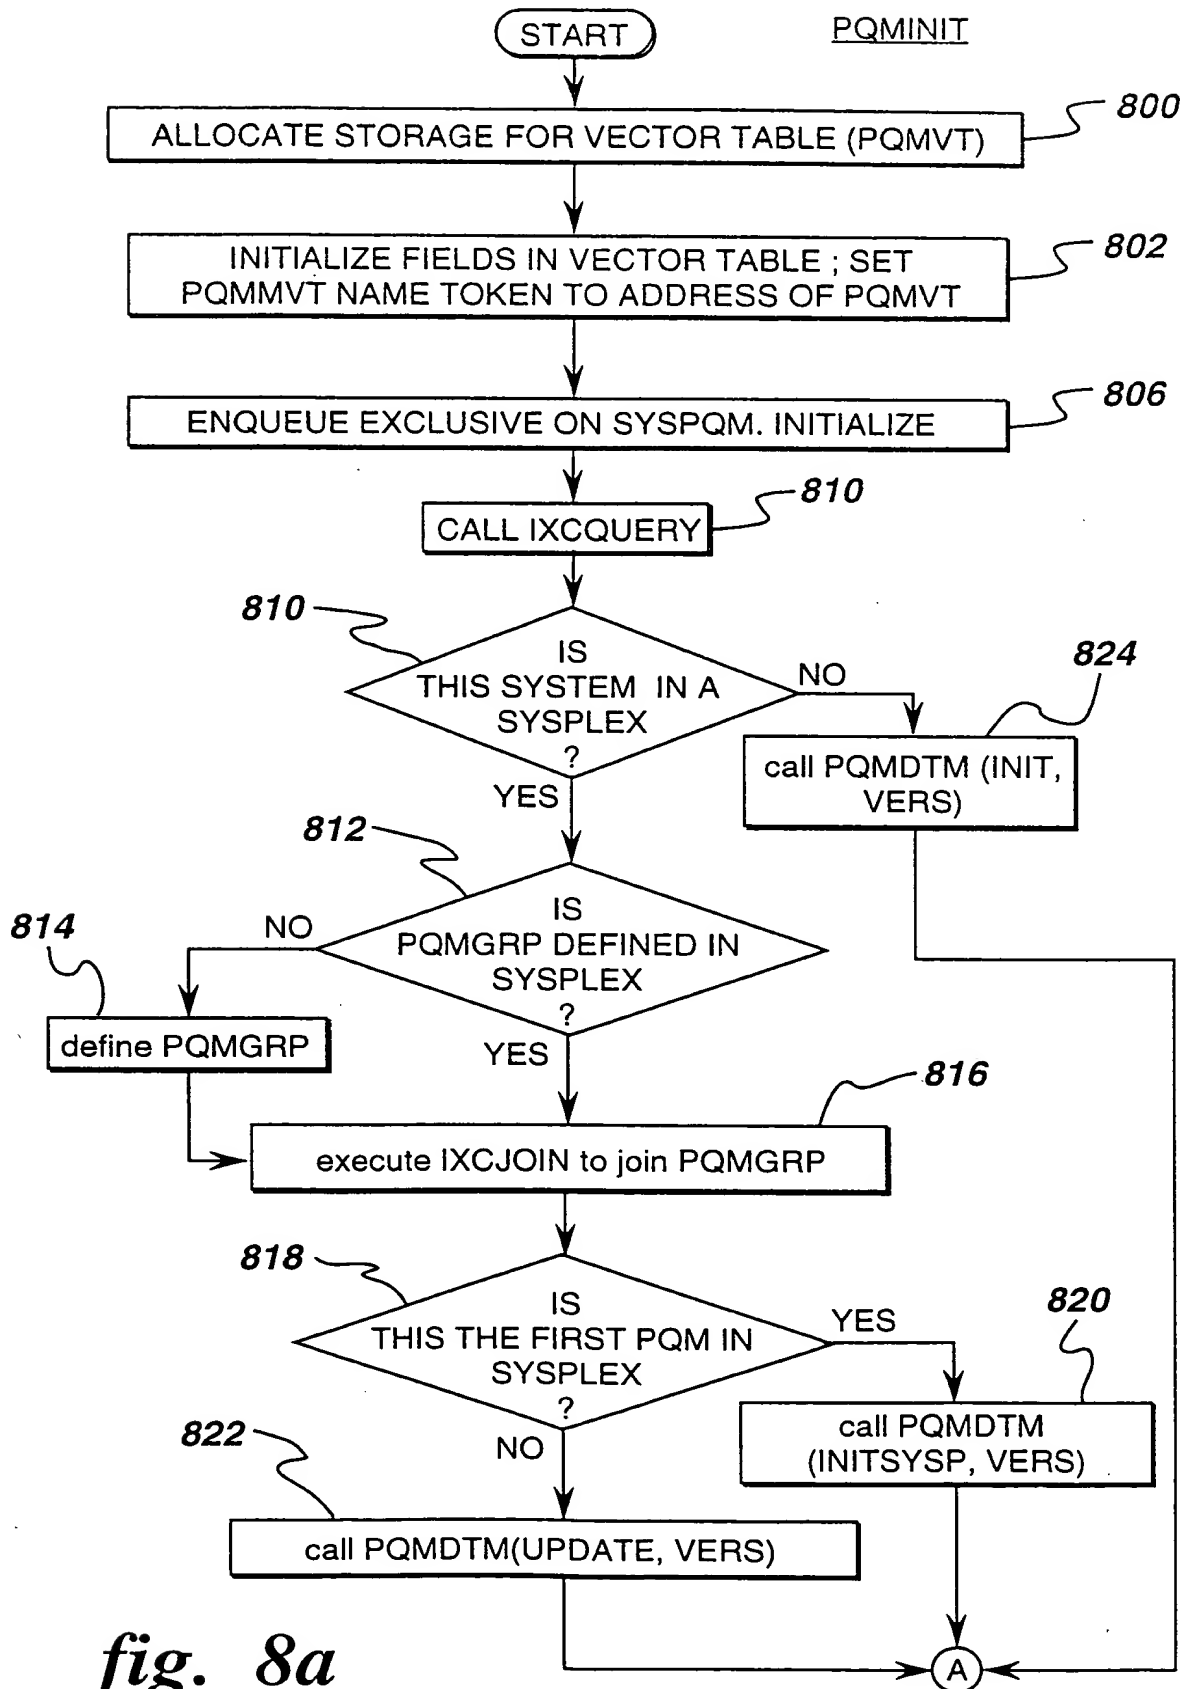 START
PQMINIT
800
ALLOCATE STORAGE FOR VECTOR TABLE (PQMVT)
802
INITIALIZE FIELDS IN VECTOR TABLE ; SET
PQMMVT NAME TOKEN TO ADDRESS OF PQMVT
806
ENQUEUE EXCLUSIVE ON SYSPQM. INITIALIZE
810
CALL IXCQUERY
810
IS
THIS SYSTEM IN A
SYSPLEX
?
NO
824
call PQMDTM (INIT,
VERS)
YES
812
IS
PQMGRP DEFINED IN
SYSPLEX
?
NO
814
define PQMGRP
YES
816
execute IXCJOIN to join PQMGRP
818
IS
THIS THE FIRST PQM IN
SYSPLEX
?
YES
820
call PQMDTM
(INITSYSP, VERS)
NO
822
call PQMDTM(UPDATE, VERS)
A
fig. 8a